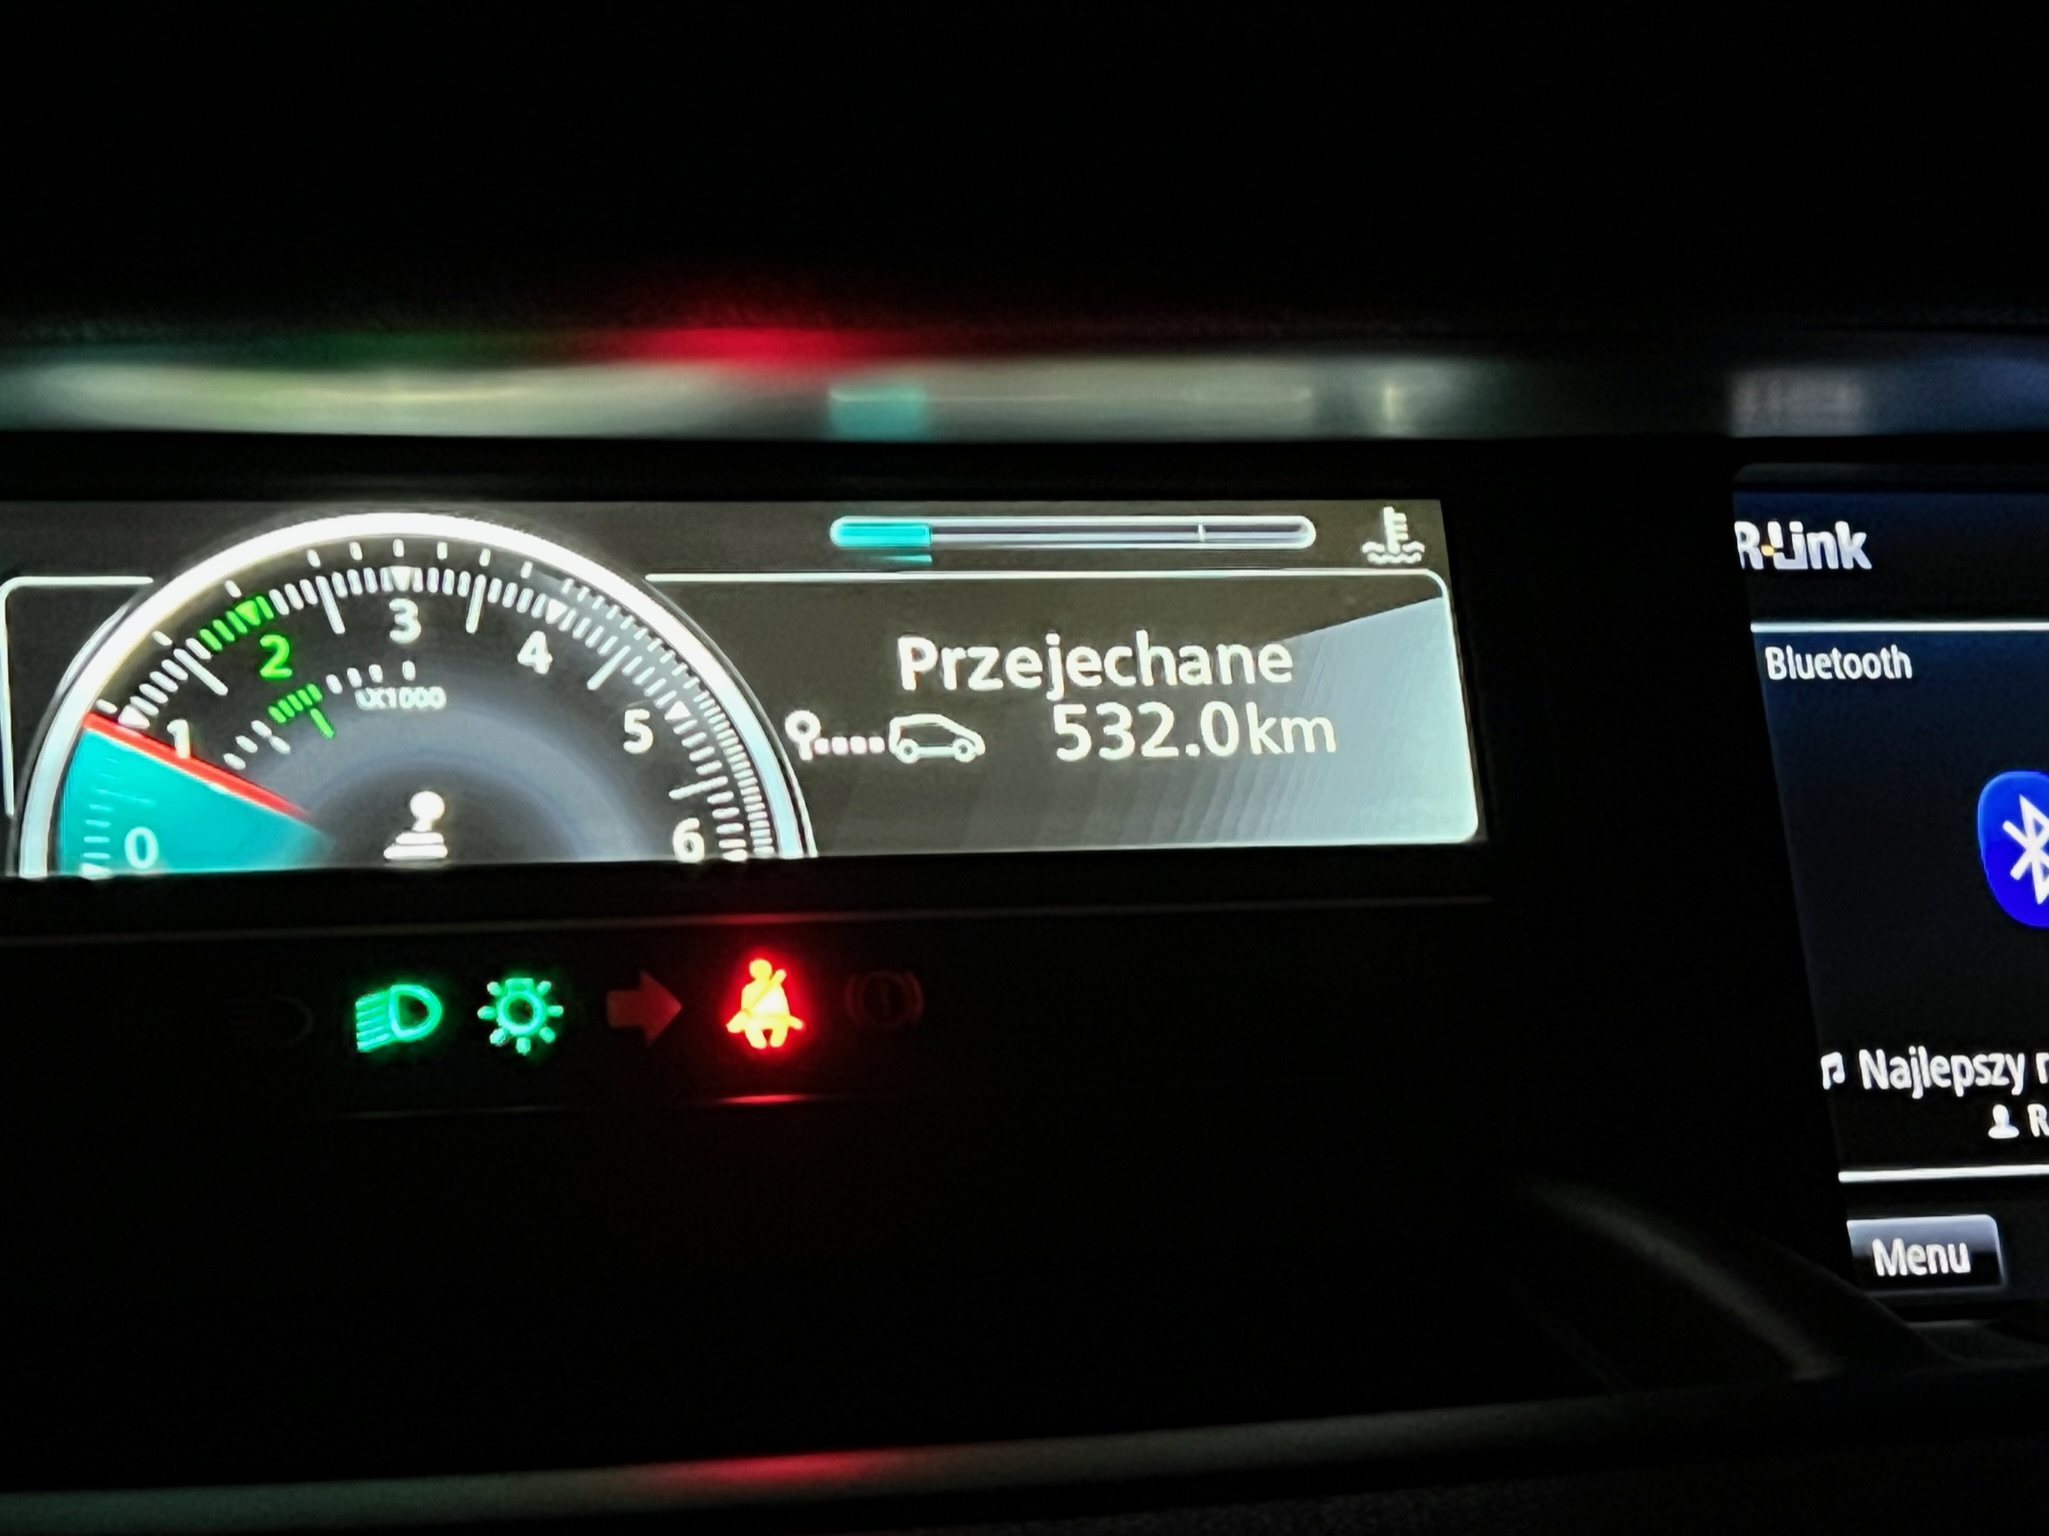 0
1
2
3
4
5
6
X1000
Przejechane
532.0km
R-Link
Bluetooth
Najlepszy
R
Menu